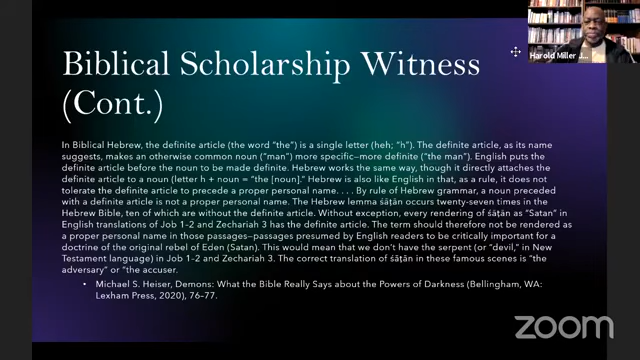 Harold Miller J...
Biblical Scholarship Witness
(Cont.)
In Biblical Hebrew, the definite article (the word “the”) is a single letter (heh; “h”). The definite article, as its name
suggests, makes an otherwise common noun (“man”) more specific—more definite (“the man”). English puts the
definite article before the noun to be made definite. Hebrew works the same way, though it directly attaches the
definite article to a noun (letter h + noun = “the [noun].” Hebrew is also like English in that, as a rule, it does not
tolerate the definite article to precede a proper personal name. . . . By rule of Hebrew grammar, a noun preceded
with a definite article is not a proper personal name. The Hebrew lemma śāṭān occurs twenty-seven times in the
Hebrew Bible, ten of which are without the definite article. Without exception, every rendering of śāṭān as “Satan” in
English translations of Job 1–2 and Zechariah 3 has the definite article. The term should therefore not be rendered as
a proper personal name in those passages—passages presumed by English readers to be critically important for a
doctrine of the original rebel of Eden (Satan). This would mean that we don’t have the serpent (or “devil,” in New
Testament language) in Job 1–2 and Zechariah 3. The correct translation of śāṭān in these famous scenes is “the
adversary” or “the accuser.
• Michael S. Heiser, Demons: What the Bible Really Says about the Powers of Darkness (Bellingham, WA:
Lexham Press, 2020), 76–77.
zoom